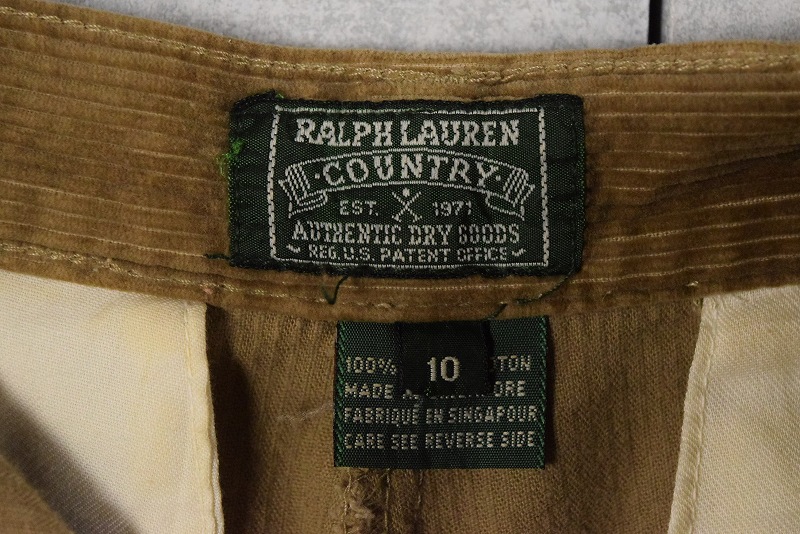 RALPH LAUREN
·COUNTRY·
EST. 1971
AUTHENTIC DRY GOODS
REG. U.S. PATENT OFFICE
10
100%
MADE
FABRIQUÉ EN SINGAPOUR
CARE SEE REVERSE SIDE